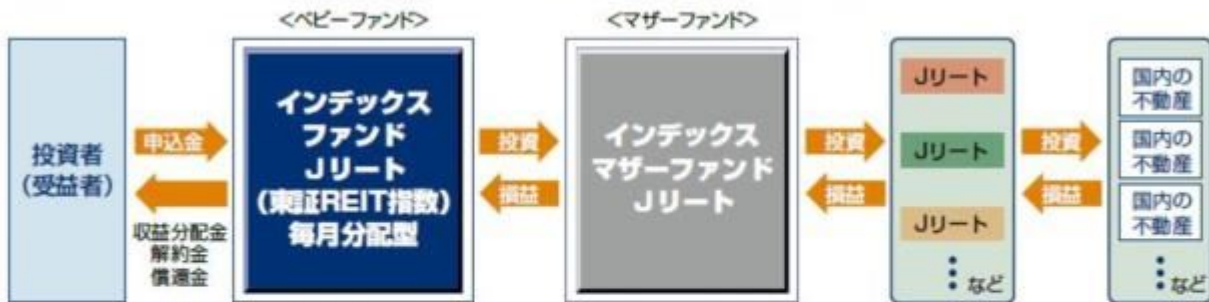 <ベビーファンド>
<マザーファンド>
投資者
(受益者)
申込金
収益分配金
解約金
償還金
インデックス
ファンド
Jリート
(東証REIT指数)
毎月分配型
投資
損益
インデックス
マザーファンド
Jリート
投資
損益
Jリート
Jリート
Jリート
など
投資
損益
国内の
不動産
国内の
不動産
国内の
不動産
など